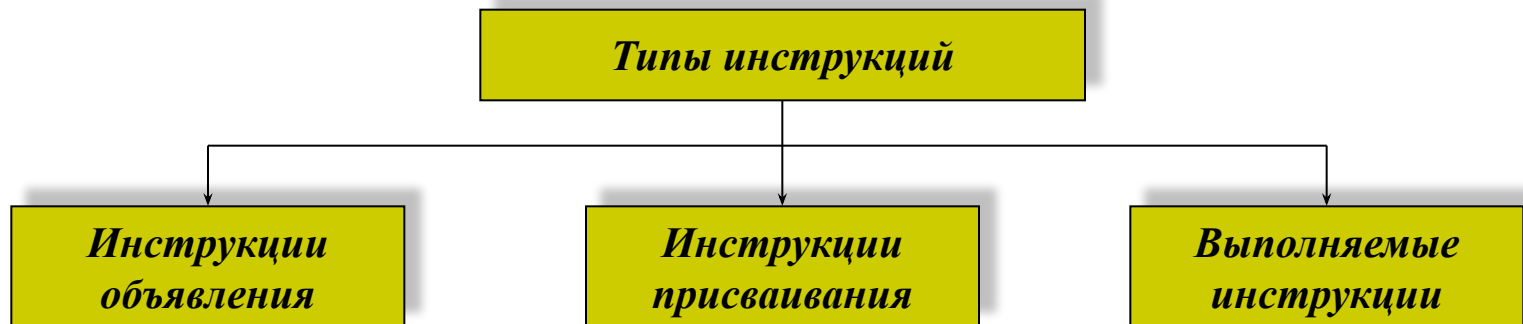 Типы инструкций
Инструкции
объявления
Инструкции
присваивания
Выполняемые
инструкции